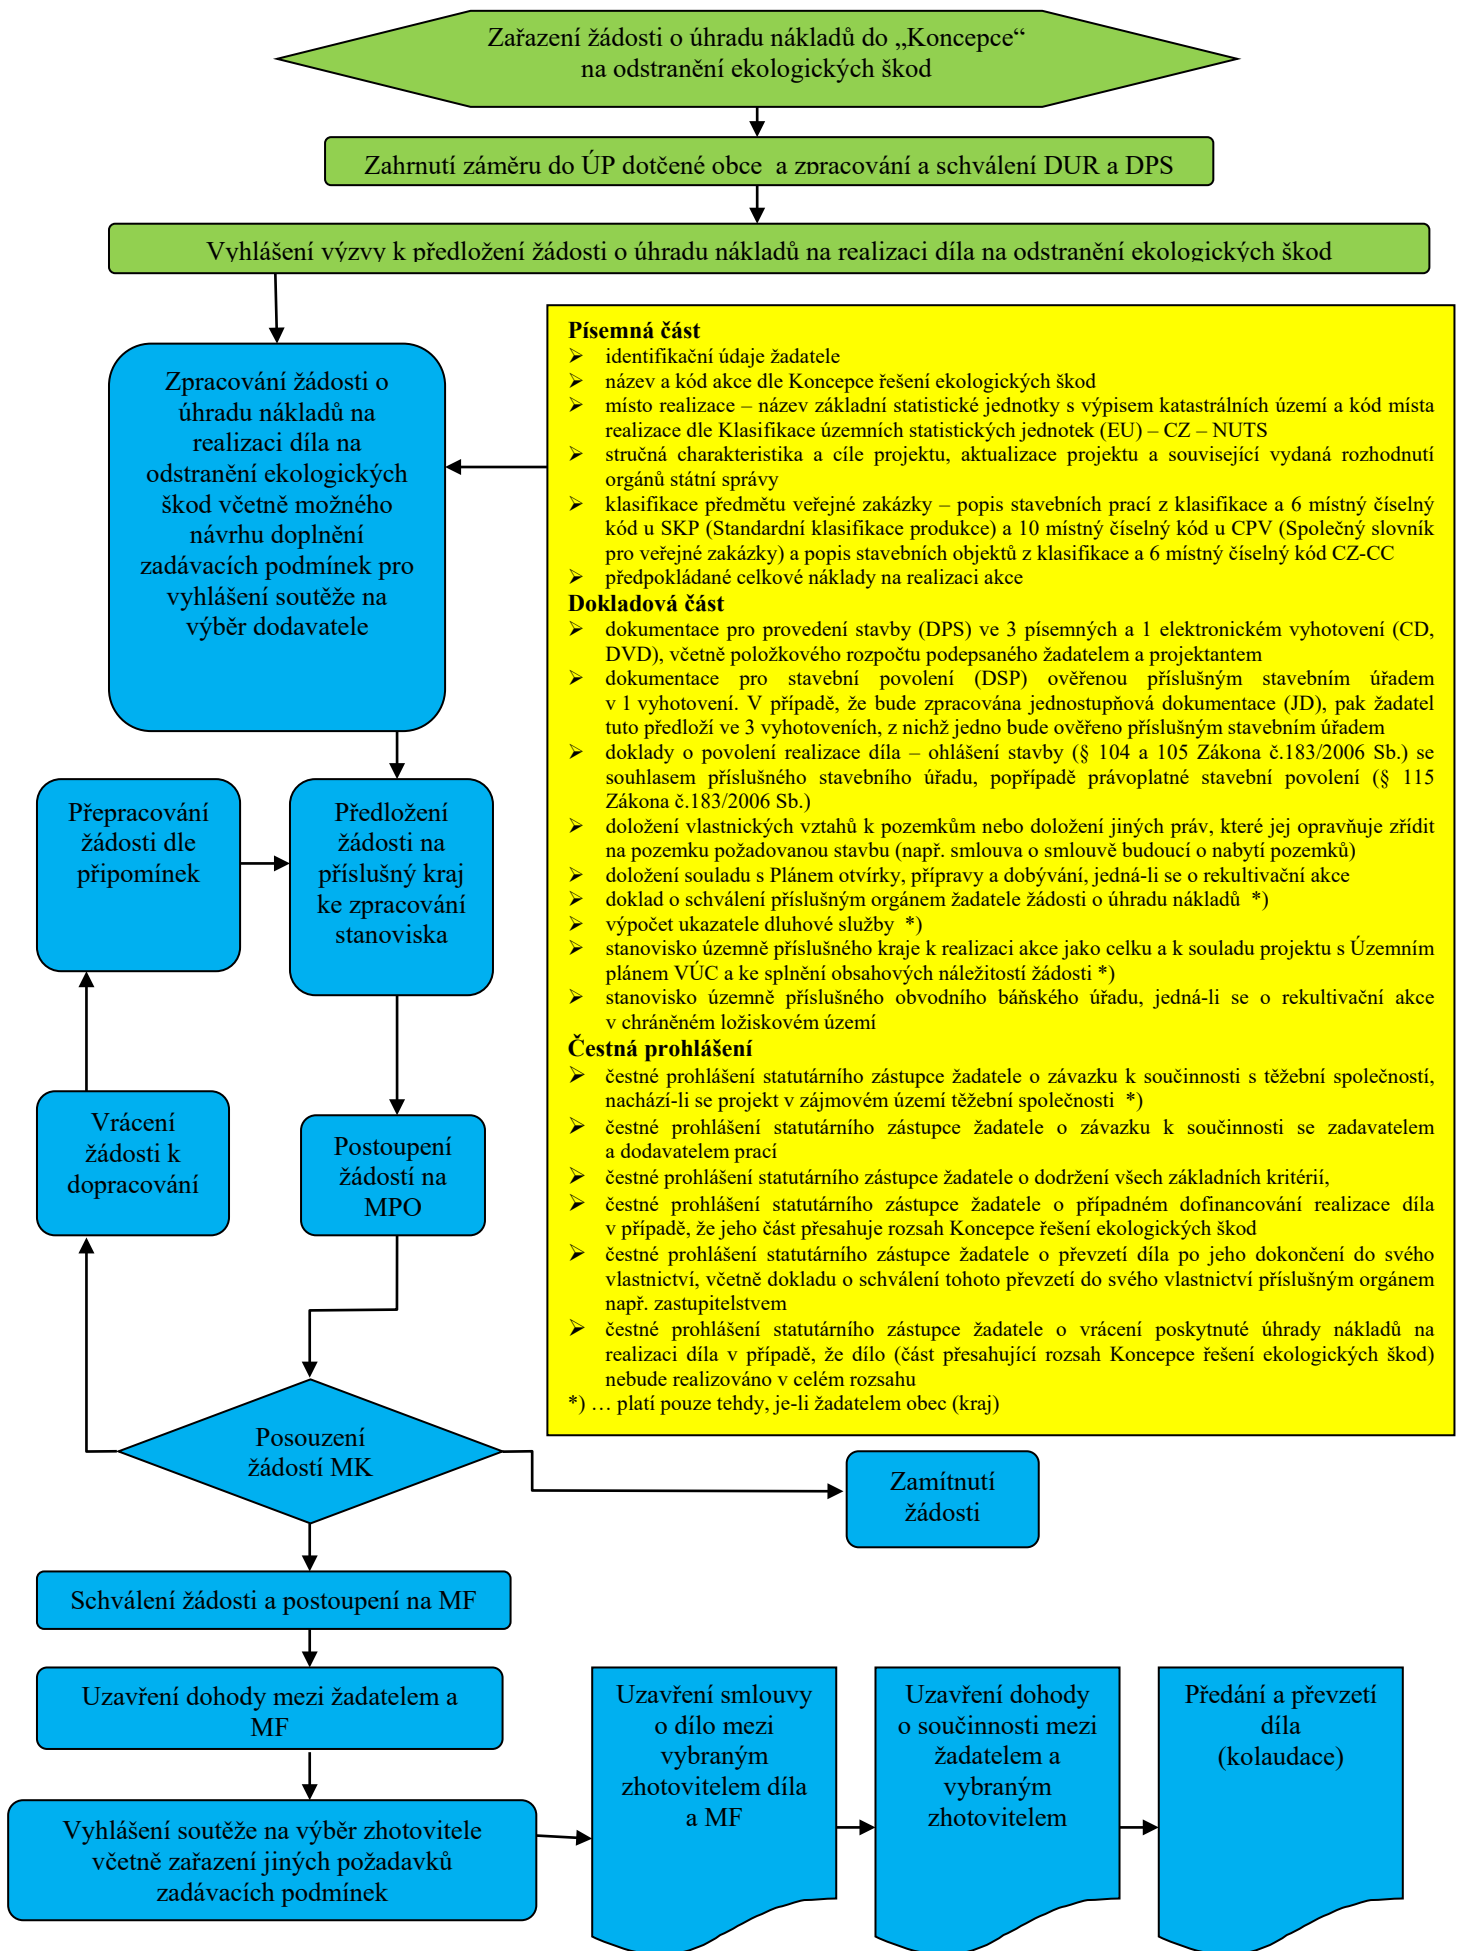 Zařazení žádosti o úhradu nákladů do „Koncepce“
na odstranění ekologických škod
Zahrnutí záměru do ÚP dotčené obce a zpracování a schválení DUR a DPS
Vyhlášení výzvy k předložení žádosti o úhradu nákladů na realizaci díla na odstranění ekologických škod
Zpracování žádosti o
úhradu nákladů na
realizaci díla na
odstranění ekologických
škod včetně možného
návrhu doplnění
zadávacích podmínek pro
vyhlášení soutěže na
výběr dodavatele
Písemná část
➢ identifikační údaje žadatele
➢ název a kód akce dle Koncepce řešení ekologických škod
➢ místo realizace – název základní statistické jednotky s výpisem katastrálních území a kód místa
realizace dle Klasifikace územních statistických jednotek (EU) – CZ – NUTS
➢ stručná charakteristika a cíle projektu, aktualizace projektu a související vydaná rozhodnutí
orgánů státní správy
➢ klasifikace předmětu veřejné zakázky – popis stavebních prací z klasifikace a 6 místný číselný
kód u SKP (Standardní klasifikace produkce) a 10 místný číselný kód u CPV (Společný slovník
pro veřejné zakázky) a popis stavebních objektů z klasifikace a 6 místný číselný kód CZ-CC
➢ předpokládané celkové náklady na realizaci akce
Dokladová část
➢ dokumentace pro provedení stavby (DPS) ve 3 písemných a 1 elektronickém vyhotovení (CD,
DVD), včetně položkového rozpočtu podepsaného žadatelem a projektantem
➢ dokumentace pro stavební povolení (DSP) ověřenou příslušným stavebním úřadem
v 1 vyhotovení. V případě, že bude zpracována jednostupňová dokumentace (JD), pak žadatel
tuto předloží ve 3 vyhotoveních, z nichž jedno bude ověřeno příslušným stavebním úřadem
➢ doklady o povolení realizace díla – ohlášení stavby (§ 104 a 105 Zákona č.183/2006 Sb.) se
souhlasem příslušného stavebního úřadu, popřípadě právoplatné stavební povolení (§ 115
Zákona č.183/2006 Sb.)
➢ doložení vlastnických vztahů k pozemkům nebo doložení jiných práv, které jej opravňuje zřídit
na pozemku požadovanou stavbu (např. smlouva o smlouvě budoucí o nabytí pozemků)
➢ doložení souladu s Plánem otvírky, přípravy a dobývání, jedná-li se o rekultivační akce
➢ doklad o schválení příslušným orgánem žadatele žádosti o úhradu nákladů *)
➢ výpočet ukazatele dluhové služby *)
➢ stanovisko územně příslušného kraje k realizaci akce jako celku a k souladu projektu s Územním
plánem VÚC a ke splnění obsahových náležitostí žádosti *)
➢ stanovisko územně příslušného obvodního báňského úřadu, jedná-li se o rekultivační akce
v chráněném ložiskovém území
Čestná prohlášení
➢ čestné prohlášení statutárního zástupce žadatele o závazku k součinnosti s těžební společností,
nachází-li se projekt v zájmovém území těžební společnosti *)
➢ čestné prohlášení statutárního zástupce žadatele o závazku k součinnosti se zadavatelem
a dodavatelem prací
➢ čestné prohlášení statutárního zástupce žadatele o dodržení všech základních kritérií,
➢ čestné prohlášení statutárního zástupce žadatele o případném dofinancování realizace díla
v případě, že jeho část přesahuje rozsah Koncepce řešení ekologických škod
➢ čestné prohlášení statutárního zástupce žadatele o převzetí díla po jeho dokončení do svého
vlastnictví, včetně dokladu o schválení tohoto převzetí do svého vlastnictví příslušným orgánem
např. zastupitelstvem
➢ čestné prohlášení statutárního zástupce žadatele o vrácení poskytnuté úhrady nákladů na
realizaci díla v případě, že dílo (část přesahující rozsah Koncepce řešení ekologických škod)
nebude realizováno v celém rozsahu
*) … platí pouze tehdy, je-li žadatelem obec (kraj)
Přepracování
žádosti dle
připomínek
Předložení
žádosti na
příslušný kraj
ke zpracování
stanoviska
Vrácení
žádosti k
dopracování
Postoupení
žádostí na
MPO
Posouzení
žádostí MK
Zamítnutí
žádosti
Schválení žádosti a postoupení na MF
Uzavření dohody mezi žadatelem a
MF
Vyhlášení soutěže na výběr zhotovitele
včetně zařazení jiných požadavků
zadávacích podmínek
Uzavření smlouvy
o dílo mezi
vybraným
zhotovitelem díla
a MF
Uzavření dohody
o součinnosti mezi
žadatelem a
vybraným
zhotovitelem
Předání a převzetí
díla
(kolaudace)